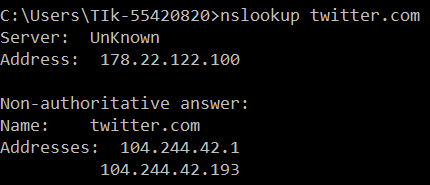 C:\Users\TIk-55420820>nslookup twitter.com
Server:  UnKnown
Address:  178.22.122.100

Non-authoritative answer:
Name:    twitter.com
Addresses:  104.244.42.1
          104.244.42.193